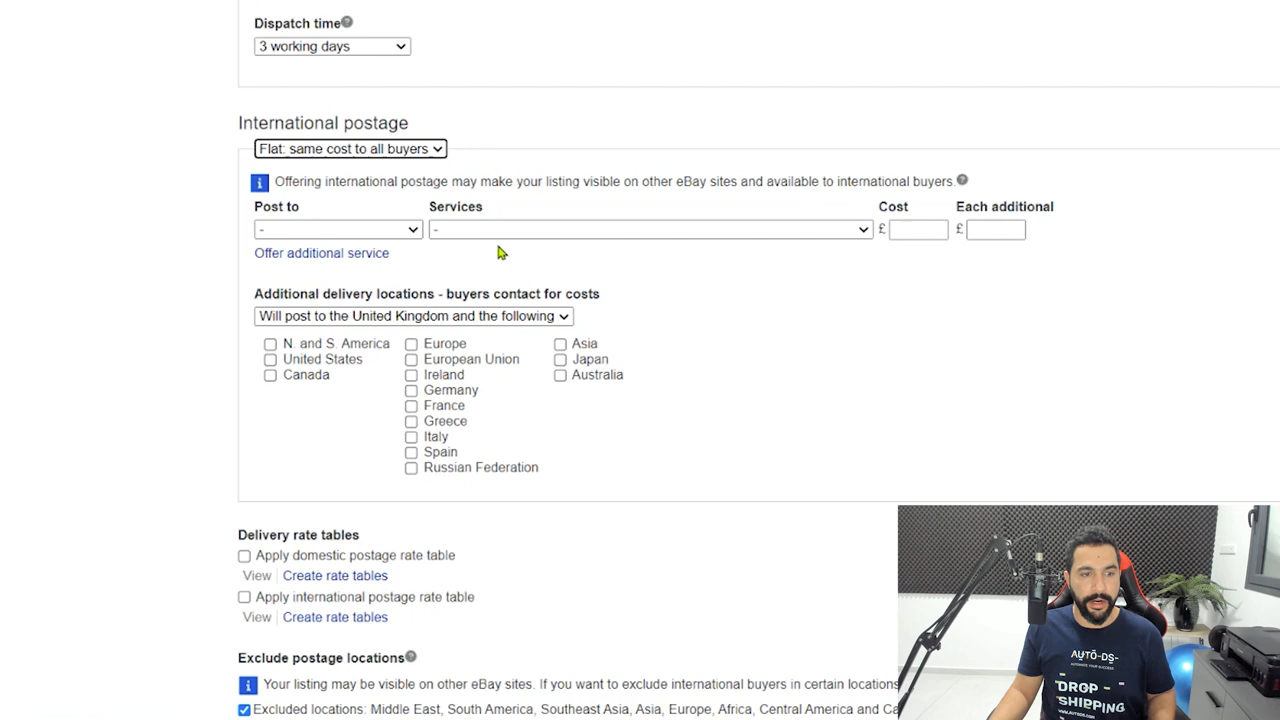 Dispatch time
3 working days
International postage
Flat: same cost to all buyers
Offering international postage may make your listing visible on other eBay sites and available to international buyers.
Post to Services Cost Each additional
- - £ £
Offer additional service
Additional delivery locations - buyers contact for costs
Will post to the United Kingdom and the following
N. and S. America Europe Asia
United States European Union Japan
Canada Ireland Australia
Germany
France
Greece
Italy
Spain
Russian Federation
Delivery rate tables
Apply domestic postage rate table
View Create rate tables
Apply international postage rate table
View Create rate tables
Exclude postage locations
Your listing may be visible on other eBay sites. If you want to exclude international buyers in certain locations
Excluded locations: Middle East, South America, Southeast Asia, Asia, Europe, Africa, Central America and Ca
AUTO-DS
AUTOMATE YOUR SUCCESS
DROP
SHIPPING